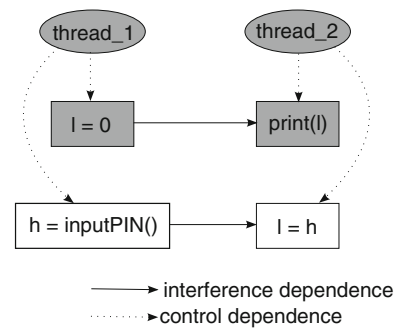 thread_1
thread_2
l = 0
print(l)
h = inputPIN()
l = h
interference dependence
control dependence